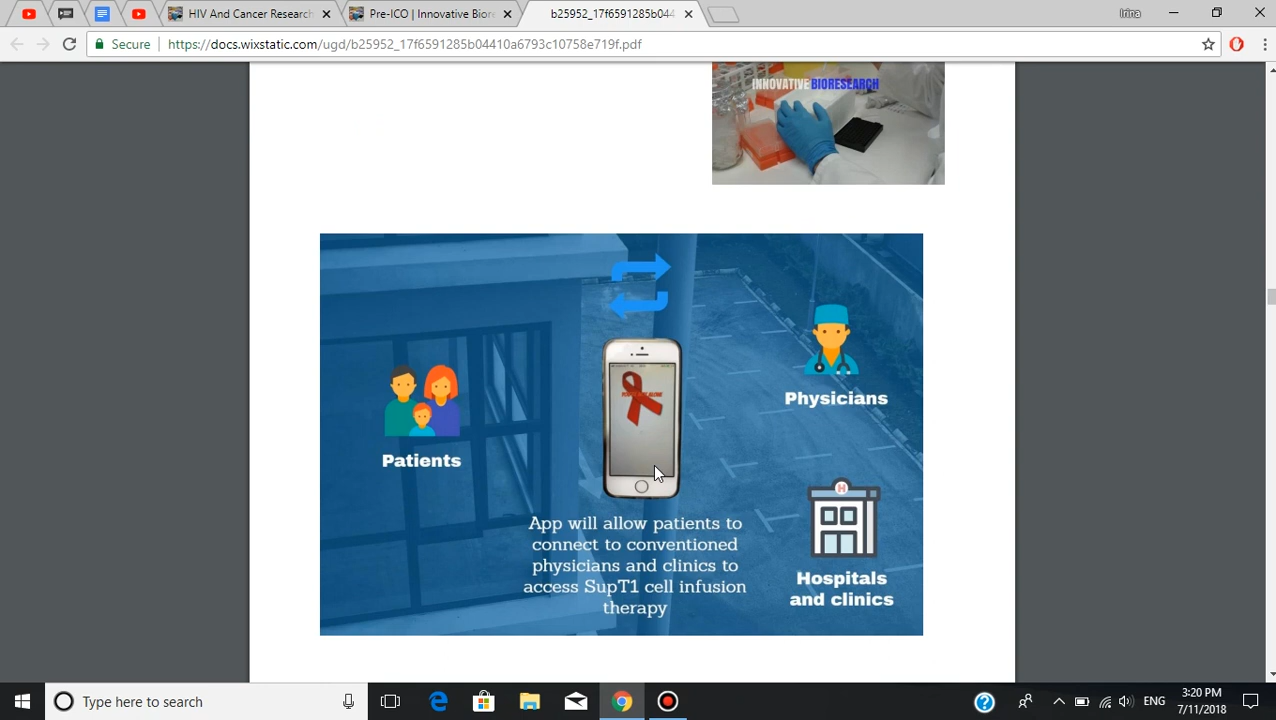 HIV And Cancer Research
Pre-ICO | Innovative Biore
b25952_17f6591285b044
Irina
Secure
https://docs.wixstatic.com/ugd/b25952_17f6591285b04410a6793c10758e719f.pdf
INNOVATIVE BIORESEARCH
Patients
Physicians
App will allow patients to
connect to conventioned
physicians and clinics to
access SupT1 cell infusion
therapy
H
Hospitals
and clinics
Type here to search
ENG
3:20 PM
7/11/2018